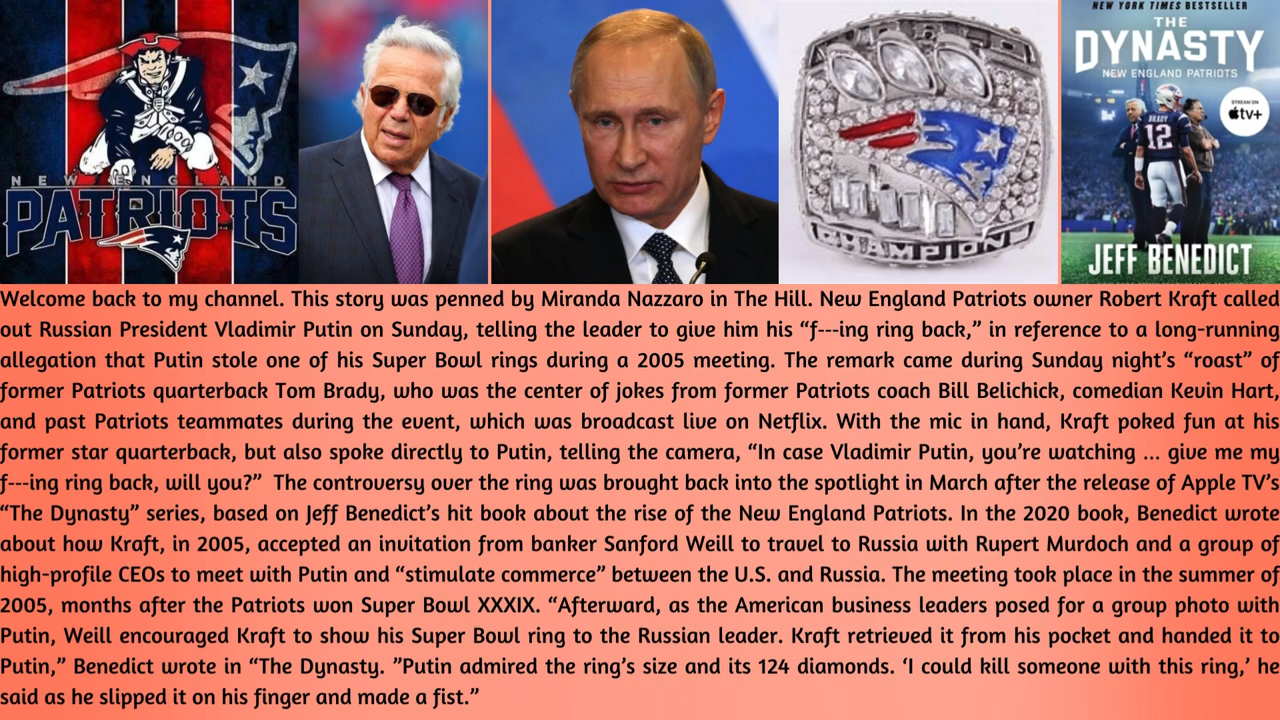 NEW ENGLAND
PATRIOTS
CHAMPIONS
NEW YORK TIMES BESTSELLER
THE
DYNASTY
NEW ENGLAND PATRIOTS
STREAM ON
tv+
BRADY
12
JEFF BENEDICT
Welcome back to my channel. This story was penned by Miranda Nazzaro in The Hill. New England Patriots owner Robert Kraft called
out Russian President Vladimir Putin on Sunday, telling the leader to give him his “f---ing ring back,” in reference to a long-running
allegation that Putin stole one of his Super Bowl rings during a 2005 meeting. The remark came during Sunday night’s “roast” of
former Patriots quarterback Tom Brady, who was the center of jokes from former Patriots coach Bill Belichick, comedian Kevin Hart,
and past Patriots teammates during the event, which was broadcast live on Netflix. With the mic in hand, Kraft poked fun at his
former star quarterback, but also spoke directly to Putin, telling the camera, “In case Vladimir Putin, you’re watching … give me my
f---ing ring back, will you?”  The controversy over the ring was brought back into the spotlight in March after the release of Apple TV’s
“The Dynasty” series, based on Jeff Benedict’s hit book about the rise of the New England Patriots. In the 2020 book, Benedict wrote
about how Kraft, in 2005, accepted an invitation from banker Sanford Weill to travel to Russia with Rupert Murdoch and a group of
high-profile CEOs to meet with Putin and “stimulate commerce” between the U.S. and Russia. The meeting took place in the summer of
2005, months after the Patriots won Super Bowl XXXIX. “Afterward, as the American business leaders posed for a group photo with
Putin, Weill encouraged Kraft to show his Super Bowl ring to the Russian leader. Kraft retrieved it from his pocket and handed it to
Putin,” Benedict wrote in “The Dynasty. ”Putin admired the ring’s size and its 124 diamonds. ‘I could kill someone with this ring,’ he
said as he slipped it on his finger and made a fist.”